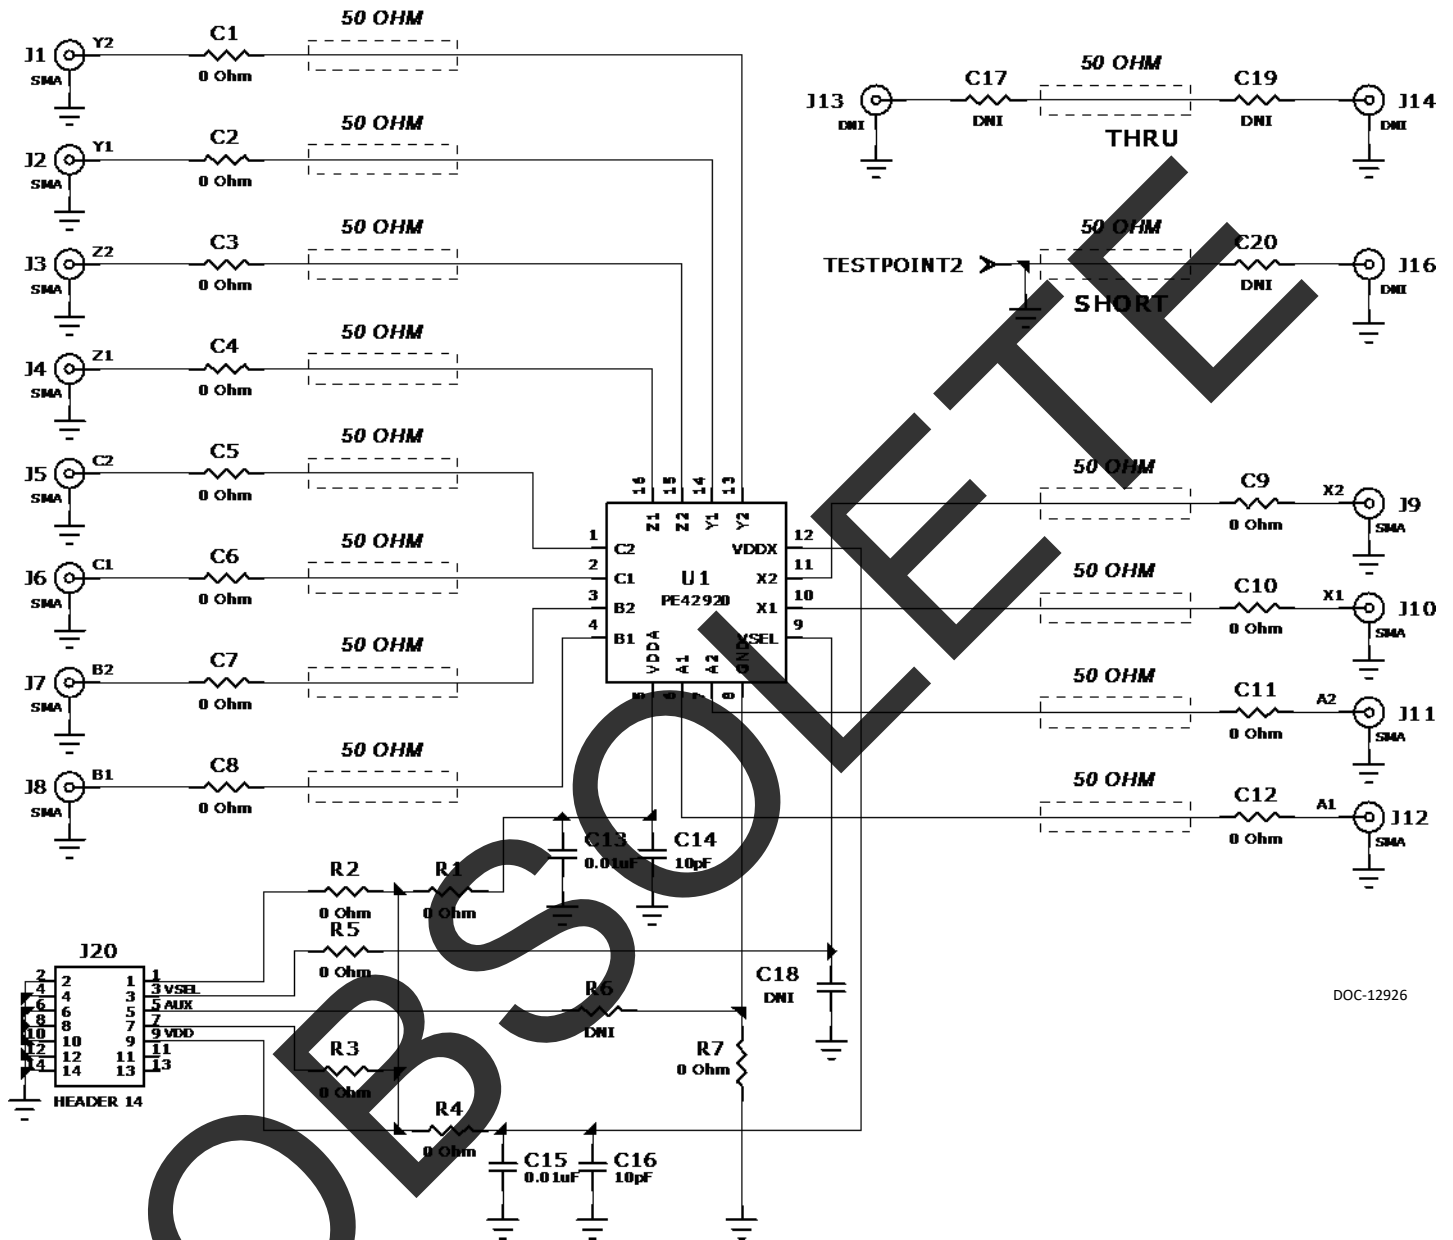 50 OHM
J1 Y2 C1
SMA 0 Ohm
50 OHM
J2 Y1 C2
SMA 0 Ohm
50 OHM
J3 Z2 C3
SMA 0 Ohm
50 OHM
J4 Z1 C4
SMA 0 Ohm
50 OHM
J5 C2 C5
SMA 0 Ohm
50 OHM
J6 C1 C6
SMA 0 Ohm
50 OHM
J7 B2 C7
SMA 0 Ohm
50 OHM
J8 B1 C8
SMA 0 Ohm
50 OHM
J13 C17 C19 J14
DNI DNI DNI DNI
THRU
50 OHM
TESTPOINT2 C20 J16
DNI DNI
SHORT
16 15 14 13
Z1 Z2 Y1 Y2
1 C2 VDDX 12
2 C1 X2 11
3 B2 X1 10
4 B1 VSEL 9
U1
PE42920
VDDA A1 A2 GND
5 6 7 8
50 OHM
C9 X2 J9
0 Ohm SMA
50 OHM
C10 X1 J10
0 Ohm SMA
50 OHM
C11 A2 J11
0 Ohm SMA
50 OHM
C12 A1 J12
0 Ohm SMA
C13 C14
0.01uF 10pF
R2 R1
0 Ohm 0 Ohm
R5
0 Ohm
J20
2 2 1 1
4 4 3 3 VSEL
6 6 5 5 AUX
8 8 7 7
10 10 9 9 VDD
12 12 11 11
14 14 13 13
HEADER 14
R6
DNI
C18
DNI
R3
0 Ohm
R7
0 Ohm
R4
0 Ohm
C15 C16
0.01uF 10pF
DOC-12926
OBSOLETE